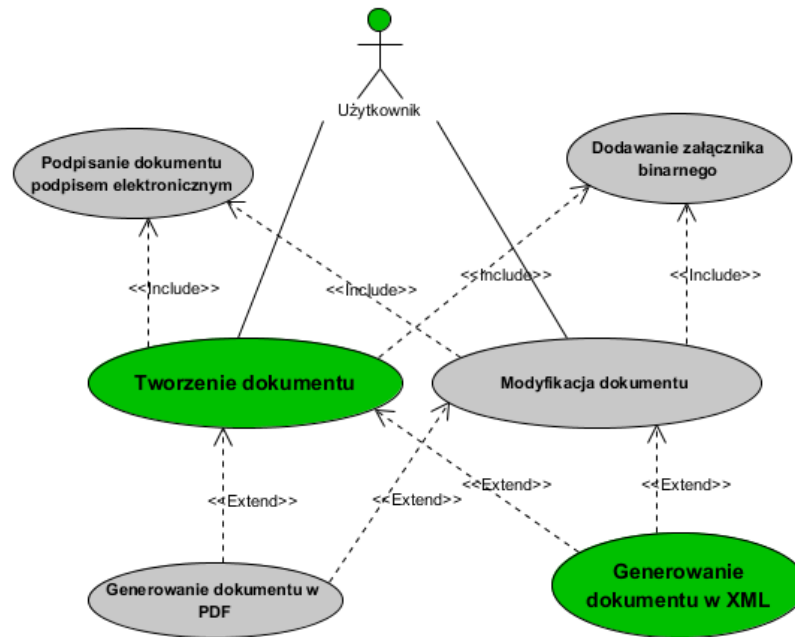 Użytkownik
Podpisanie dokumentu
podpisem elektronicznym
Dodawanie załącznika
binarnego
<<Include>>
<<Include>>
<<Include>>
<<Include>>
Tworzenie dokumentu
Modyfikacja dokumentu
<<Extend>>
<<Extend>>
<<Extend>>
<<Extend>>
Generowanie dokumentu w
PDF
Generowanie
dokumentu w XML